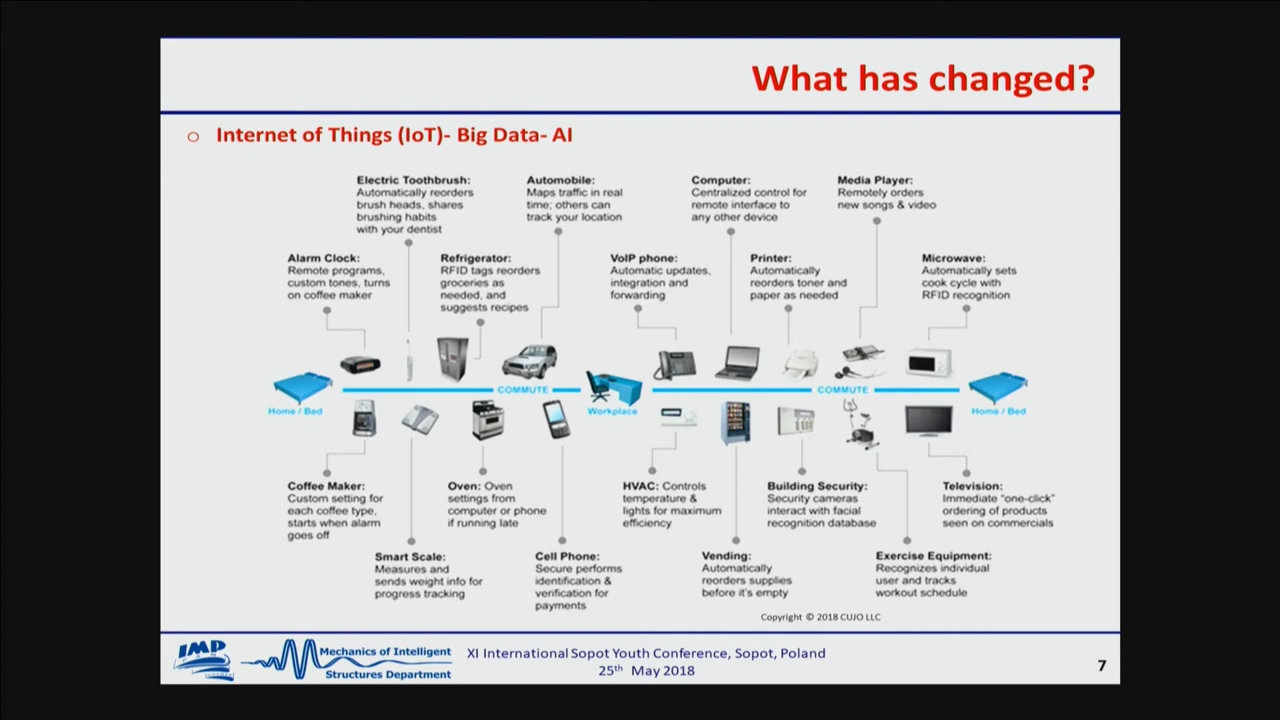 What has changed?
o Internet of Things (IoT)- Big Data- AI
Electric Toothbrush:
Automatically reorders
brush heads, shares
brushing habits
with your dentist
Automobile:
Maps traffic in real
time; others can
track your location
Computer:
Centralized control for
remote interface to
any other device
Media Player:
Remotely orders
new songs & video
Alarm Clock:
Remote programs,
custom tones, turns
on coffee maker
Refrigerator:
RFID tags reorders
groceries as
needed, and
suggests recipes
VoIP phone:
Automatic updates,
integration and
forwarding
Printer:
Automatically
reorders toner and
paper as needed
Microwave:
Automatically sets
cook cycle with
RFID recognition
COMMUTE
COMMUTE
Home / Bed
Workplace
Home / Bed
Coffee Maker:
Custom setting for
each coffee type,
starts when alarm
goes off
Oven: Oven
settings from
computer or phone
if running late
HVAC: Controls
temperature &
lights for maximum
efficiency
Building Security:
Security cameras
interact with facial
recognition database
Television:
Immediate “one-click”
ordering of products
seen on commercials
Smart Scale:
Measures and
sends weight info for
progress tracking
Cell Phone:
Secure performs
identification &
verification for
payments
Vending:
Automatically
reorders supplies
before it's empty
Exercise Equipment:
Recognizes individual
user and tracks
workout schedule
Copyright © 2018 CUJO LLC
IMP
Mechanics of Intelligent
Structures Department
XI International Sopot Youth Conference, Sopot, Poland
25th May 2018
7